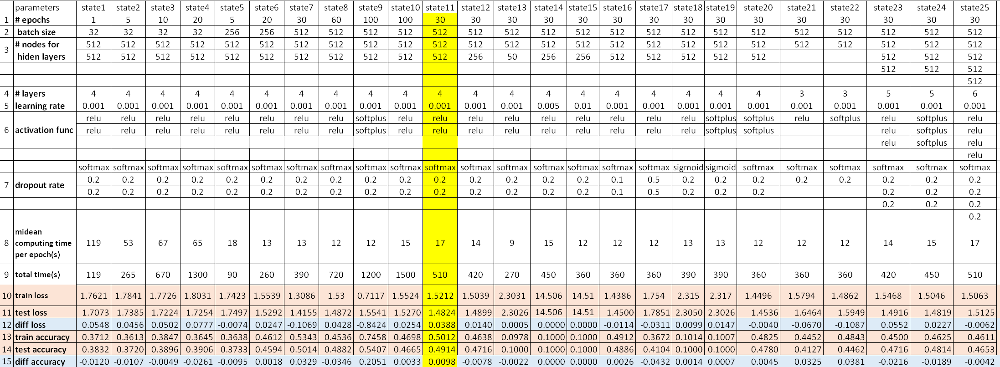 parameters state1 state2 state3 state4 state5 state6 state7 state8 state9 state10 state11 state12 state13 state14 state15 state16 state17 state18 state19 state20 state21 state22 state23 state24 state25
1 # epochs 1 5 10 20 5 20 30 60 100 100 30 30 30 30 30 30 30 30 30 30 30 30 30 30 30
2 batch size 32 32 32 32 256 256 512 512 512 512 512 512 512 512 512 512 512 512 512 512 512 512 512 512 512
3 # nodes for 512 512 512 512 512 512 512 512 512 512 512 512 512 512 512 512 512 512 512 512 512 512 512 512 512
hiden layers 512 512 512 512 512 512 512 512 512 512 512 256 50 256 256 512 512 512 512 512 512 512 512
512 512 512
512
4 # layers 4 4 4 4 4 4 4 4 4 4 4 4 4 4 4 4 4 4 4 4 3 3 5 5 6
5 learning rate 0.001 0.001 0.001 0.001 0.001 0.001 0.001 0.001 0.001 0.001 0.001 0.001 0.001 0.005 0.01 0.001 0.001 0.001 0.001 0.001 0.001 0.001 0.001 0.001 0.001
relu relu relu relu relu relu relu relu softplus relu relu relu relu relu relu relu relu relu softplus softplus relu softplus relu softplus relu
6 activation func relu relu relu relu relu relu relu relu softplus relu relu relu relu relu relu relu relu relu softplus softplus relu softplus relu
relu softplus relu
relu
softmax softmax softmax softmax softmax softmax softmax softmax softmax softmax softmax softmax softmax softmax softmax softmax softmax sigmoid sigmoid softmax softmax softmax softmax softmax softmax
7 dropout rate 0.2 0.2 0.2 0.2 0.2 0.2 0.2 0.2 0.2 0.2 0.2 0.2 0.2 0.2 0.2 0.1 0.5 0.2 0.2 0.2 0.2 0.2 0.2 0.2 0.2
0.2 0.2 0.2 0.2 0.2 0.2 0.2 0.2 0.2 0.2 0.2 0.2 0.2 0.2 0.2 0.1 0.5 0.2 0.2 0.2 0.2 0.2 0.2
0.2 0.2 0.2
0.2
midean
8 computing time 119 53 67 65 18 13 13 12 12 15 17 14 9 15 12 12 12 13 13 12 12 12 14 15 17
per epoch(s)
9 total time(s) 119 265 670 1300 90 260 390 720 1200 1500 510 420 270 450 360 360 360 390 390 360 360 360 420 450 510
10 train loss 1.7621 1.7841 1.7726 1.8031 1.7423 1.5539 1.3086 1.53 0.7117 1.5524 1.5212 1.5039 2.3031 14.506 14.51 1.4386 1.754 2.315 2.317 1.4496 1.5794 1.4862 1.5468 1.5046 1.5063
11 test loss 1.7073 1.7385 1.7224 1.7254 1.7497 1.5292 1.4155 1.4872 1.5541 1.5270 1.4824 1.4899 2.3026 14.506 14.51 1.4500 1.7851 2.3050 2.3026 1.4536 1.6464 1.5949 1.4916 1.4819 1.5125
12 diff loss 0.0548 0.0456 0.0502 0.0777 -0.0074 0.0247 -0.1069 0.0428 -0.8424 0.0254 0.0388 0.0140 0.0005 0.0000 0.0000 -0.0114 -0.0311 0.0099 0.0147 -0.0040 -0.0670 -0.1087 0.0552 0.0227 -0.0062
13 train accuracy 0.3712 0.3613 0.3847 0.3645 0.3638 0.4612 0.5343 0.4536 0.7458 0.4698 0.5012 0.4638 0.0978 0.1000 0.1000 0.4912 0.3672 0.1014 0.1007 0.4825 0.4452 0.4843 0.4500 0.4625 0.4611
14 test accuracy 0.3832 0.3720 0.3896 0.3906 0.3733 0.4594 0.5014 0.4882 0.5407 0.4665 0.4914 0.4716 0.1000 0.1000 0.1000 0.4886 0.4104 0.1000 0.1000 0.4780 0.4127 0.4462 0.4716 0.4814 0.4653
15 diff accuracy -0.0120 -0.0107 -0.0049 -0.0261 -0.0095 0.0018 0.0329 -0.0346 0.2051 0.0033 0.0098 -0.0078 -0.0022 0.0000 0.0000 0.0026 -0.0432 0.0014 0.0007 0.0045 0.0325 0.0381 -0.0216 -0.0189 -0.0042